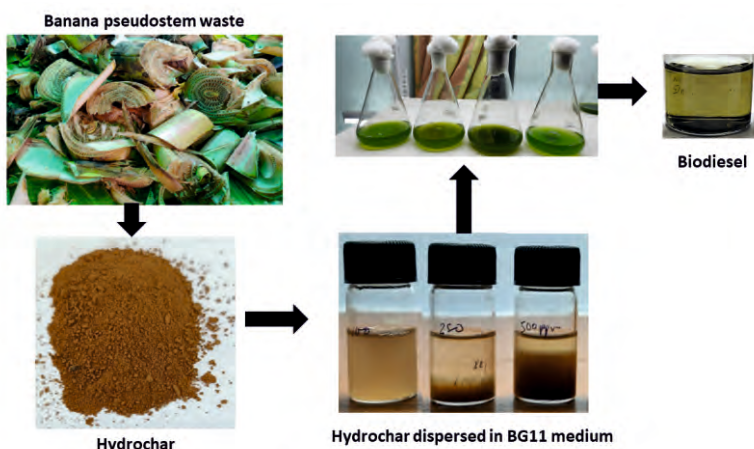 Banana pseudostem waste
Biodiesel
250
500 ppm
Hydrochar
Hydrochar dispersed in BG11 medium